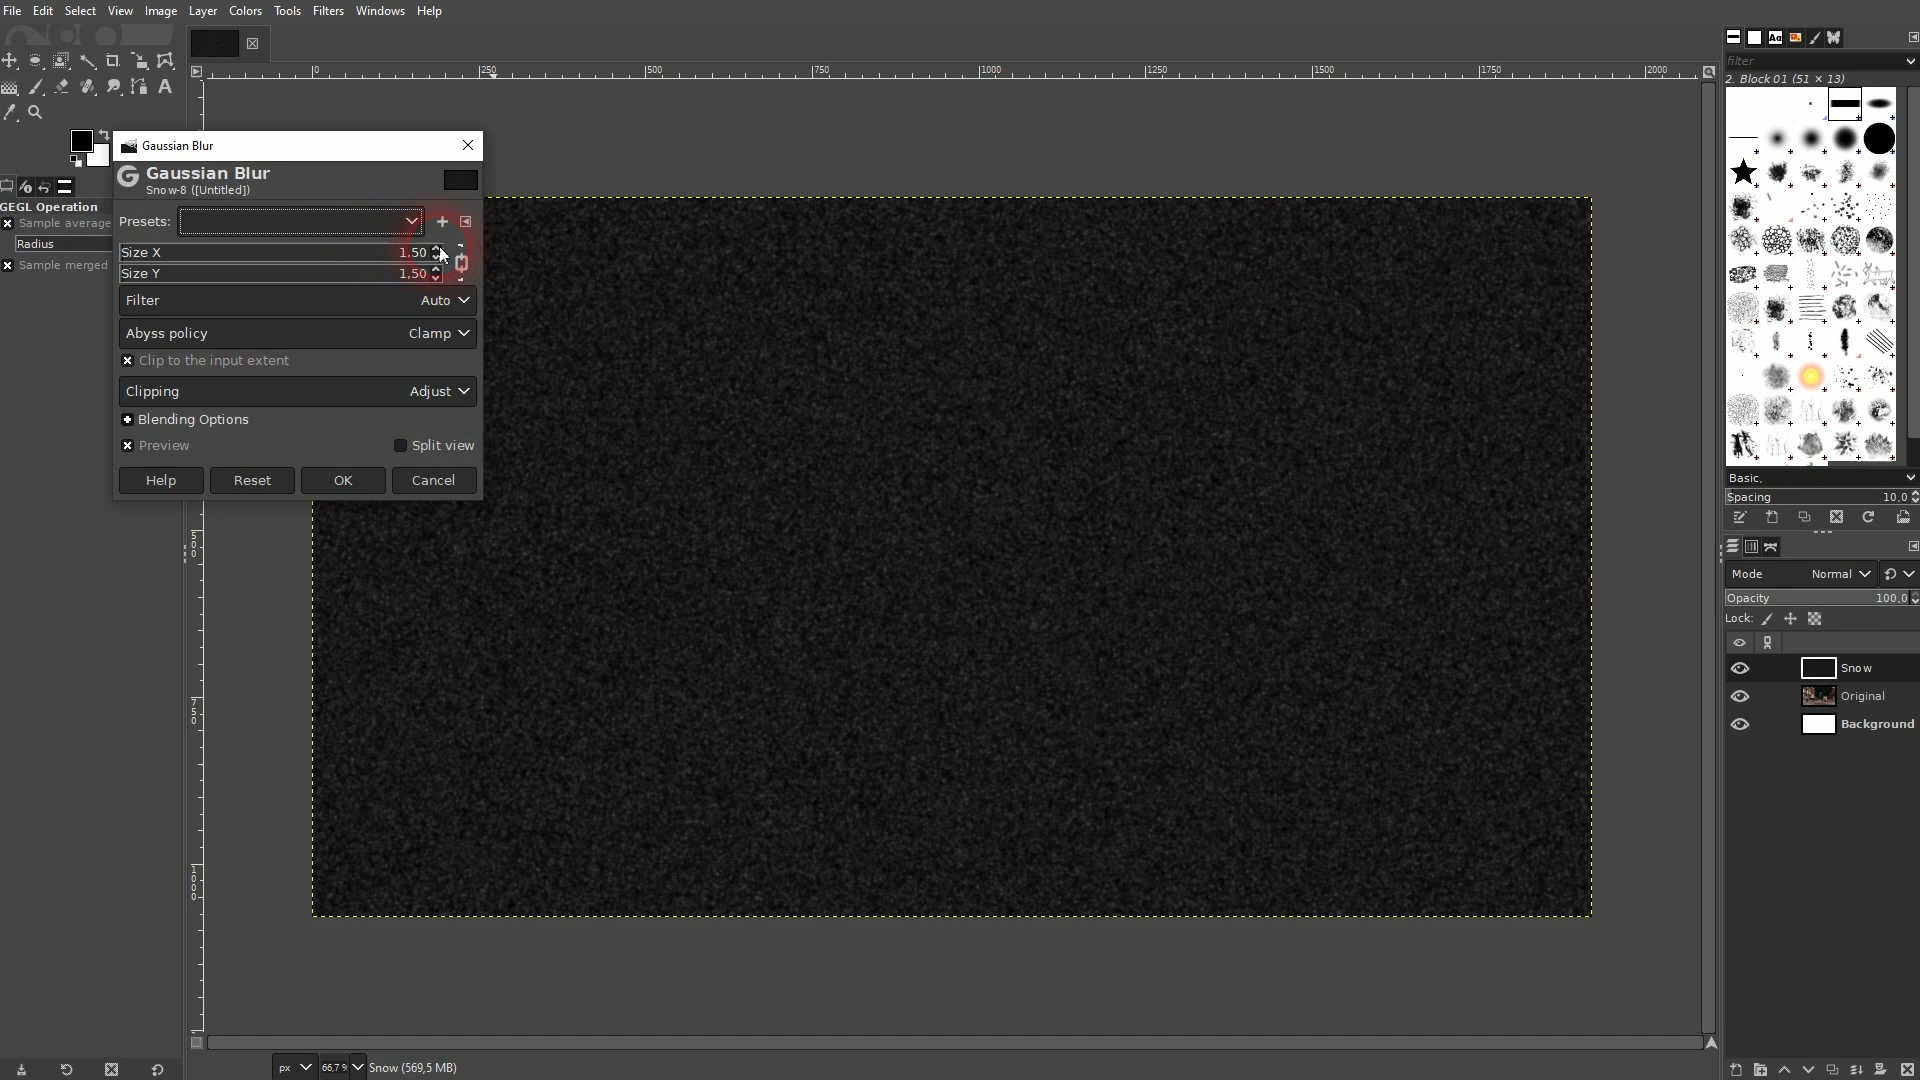 File Edit Select View Image Layer Colors Tools Filters Windows Help
0 250 500 750 1000 1250 1500 1750 2000
filter
2. Block 01 (51 × 13)
Gaussian Blur
Gaussian Blur
Snow-8 ([Untitled])
GEGL Operation
Sample average
Radius
Sample merged
Presets:
Size X 1,50
Size Y 1,50
Filter Auto
Abyss policy Clamp
Clip to the input extent
Clipping Adjust
Blending Options
Preview Split view
Help Reset OK Cancel
500
750
1000
Basic,
Spacing 10,0
Mode Normal
Opacity 100,0
Lock:
Snow
Original
Background
px 66,7 % Snow (569,5 MB)